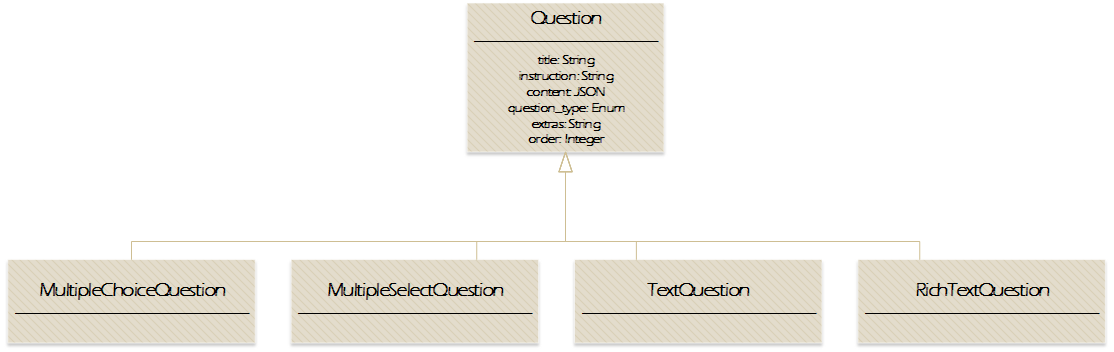 Question
title: String
instruction: String
content: JSON
question_type: Enum
extras: String
order: Integer
MultipleChoiceQuestion
MultipleSelectQuestion
TextQuestion
RichTextQuestion